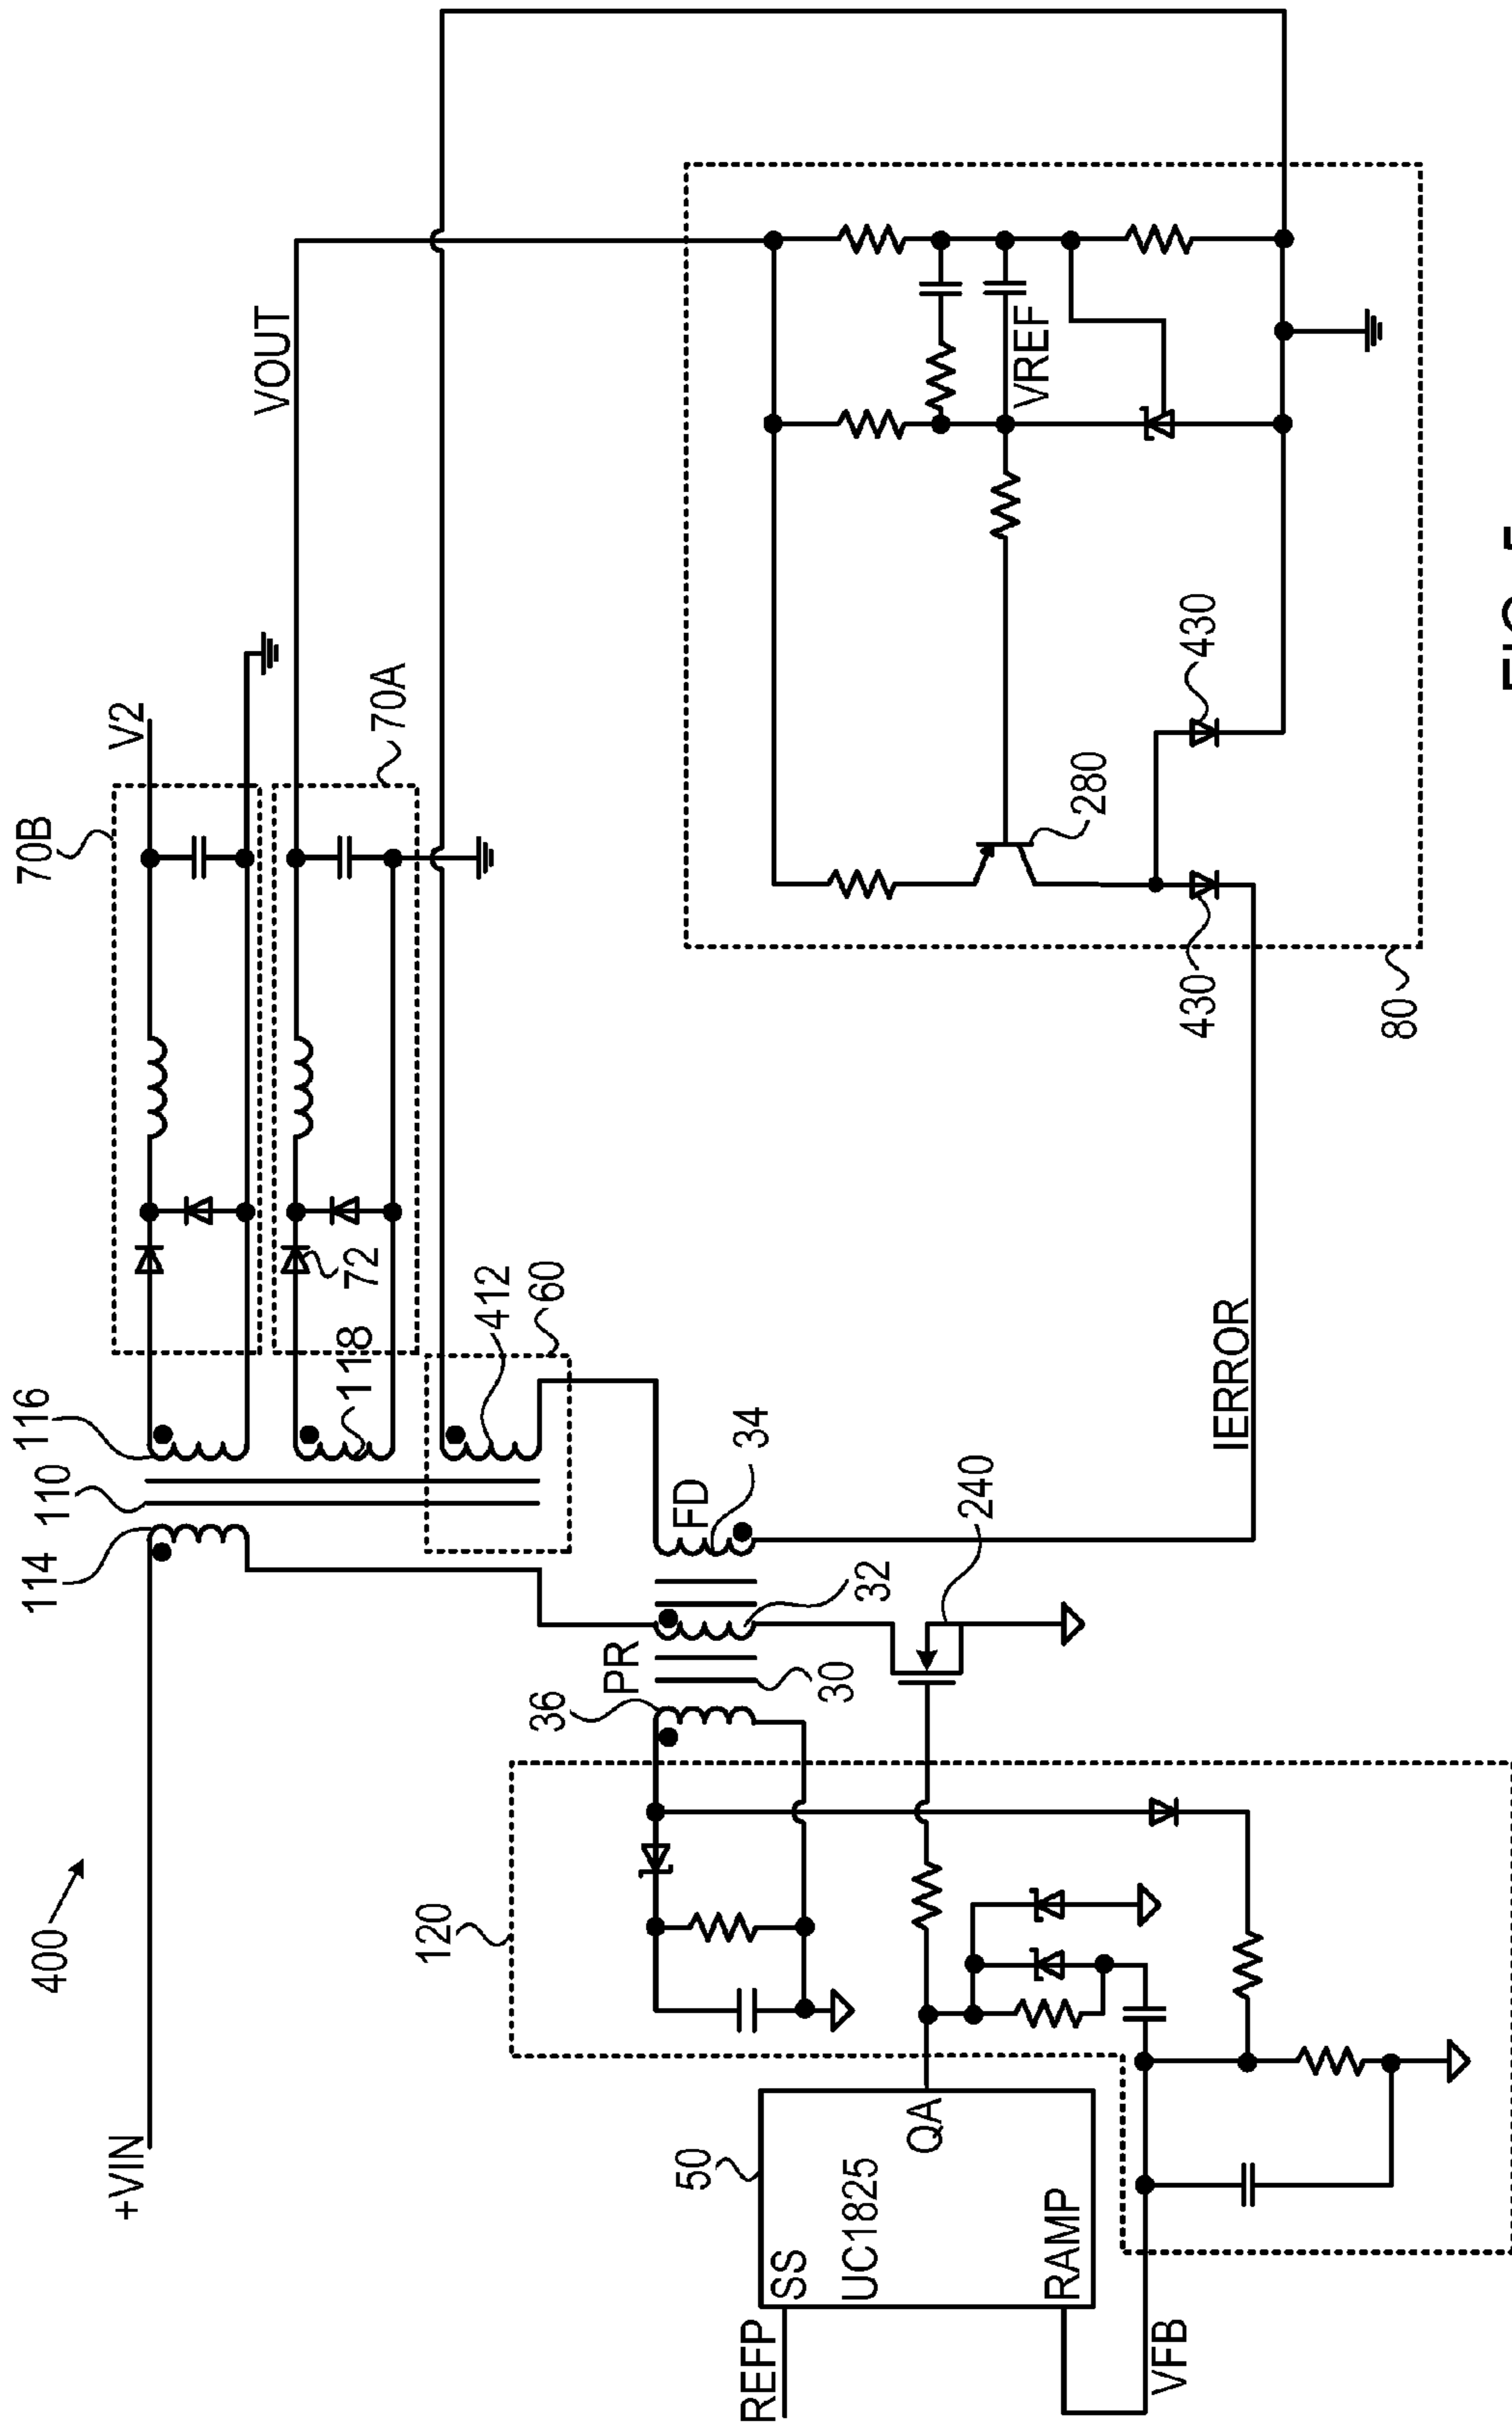 400
+VIN
114
110
116
70B
V2
118
72
70A
VOUT
412
60
PR
FD
34
36
30
32
240
120
50
SS
UC1825
QA
RAMP
REFP
VFB
IERROR
VREF
280
430
430
80